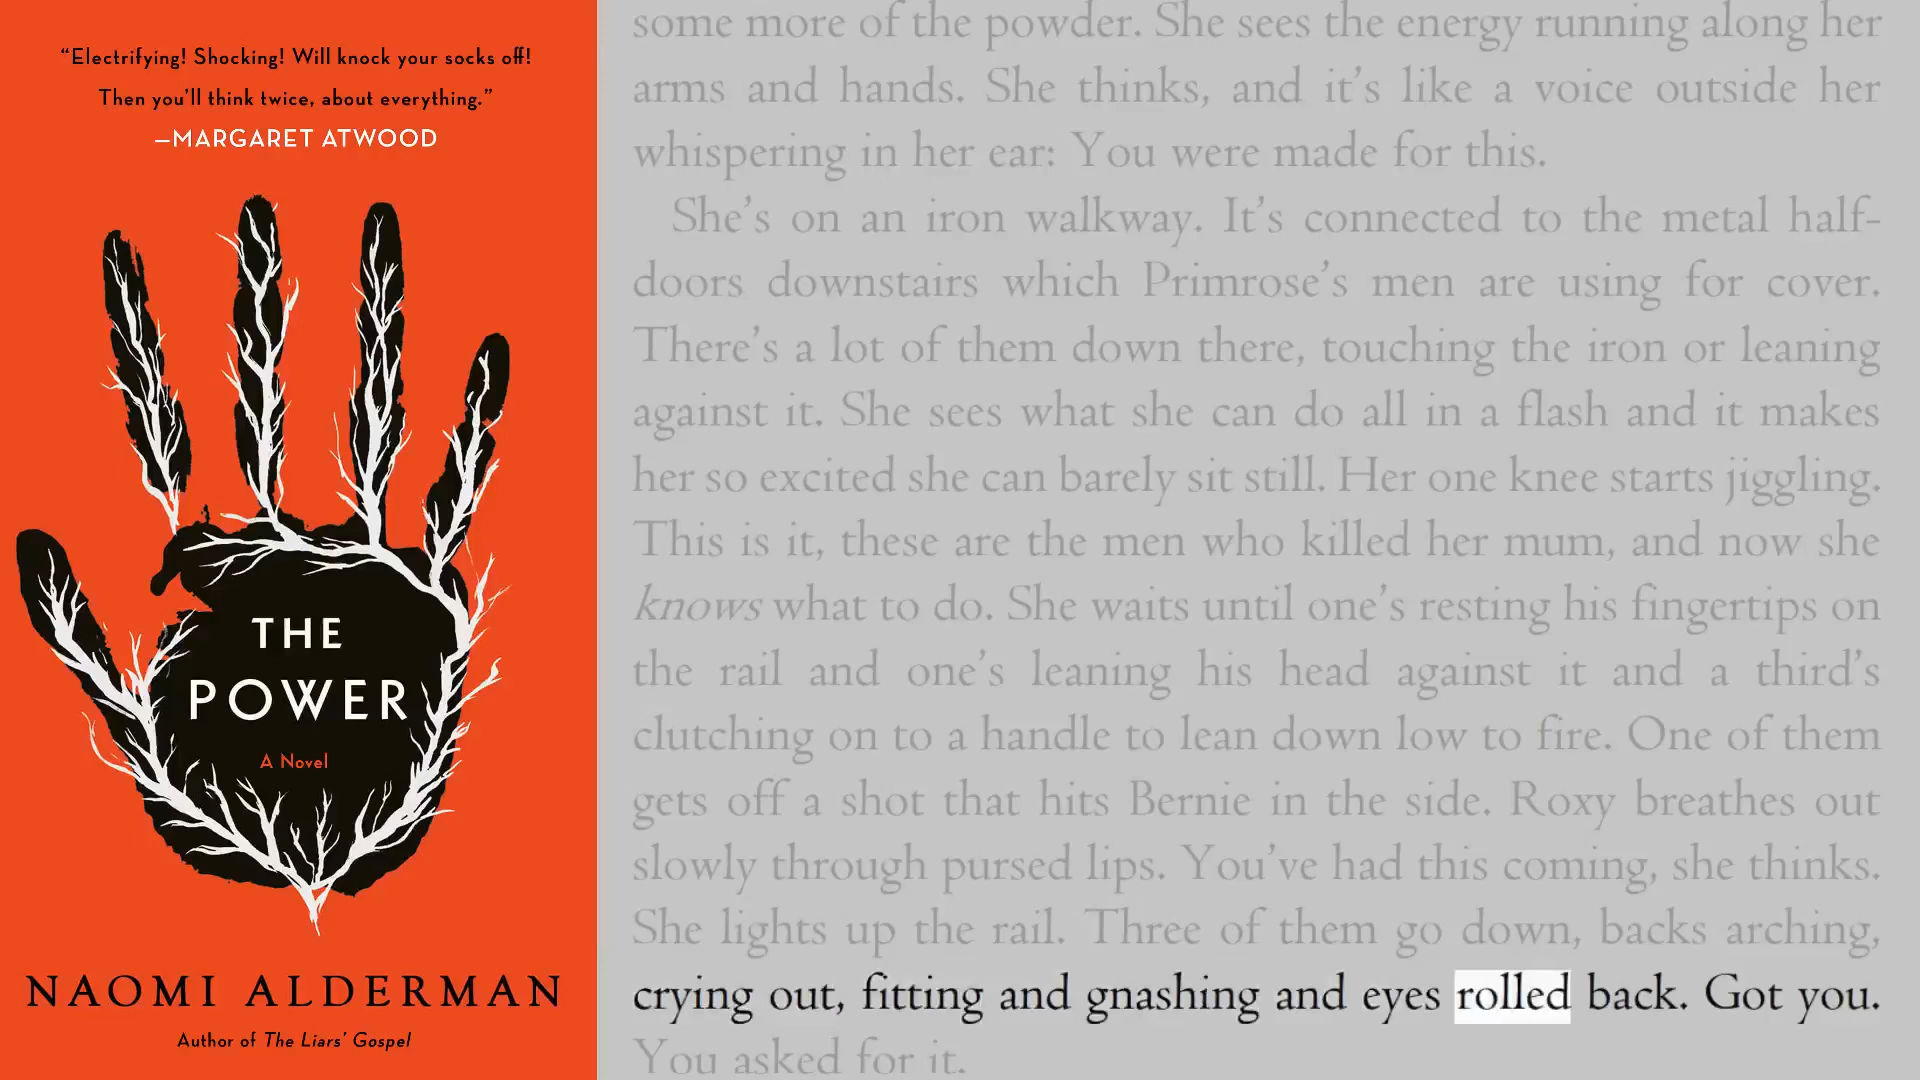 “Electrifying! Shocking! Will knock your socks off!
Then you’ll think twice, about everything.”
—MARGARET ATWOOD
THE
POWER
A Novel
NAOMI ALDERMAN
Author of The Liars’ Gospel
some more of the powder. She sees the energy running along her
arms and hands. She thinks, and it’s like a voice outside her
whispering in her ear: You were made for this.
She’s on an iron walkway. It’s connected to the metal half-
doors downstairs which Primrose’s men are using for cover.
There’s a lot of them down there, touching the iron or leaning
against it. She sees what she can do all in a flash and it makes
her so excited she can barely sit still. Her one knee starts jiggling.
This is it, these are the men who killed her mum, and now she
knows what to do. She waits until one’s resting his fingertips on
the rail and one’s leaning his head against it and a third’s
clutching on to a handle to lean down low to fire. One of them
gets off a shot that hits Bernie in the side. Roxy breathes out
slowly through pursed lips. You’ve had this coming, she thinks.
She lights up the rail. Three of them go down, backs arching,
crying out, fitting and gnashing and eyes rolled back. Got you.
You asked for it.